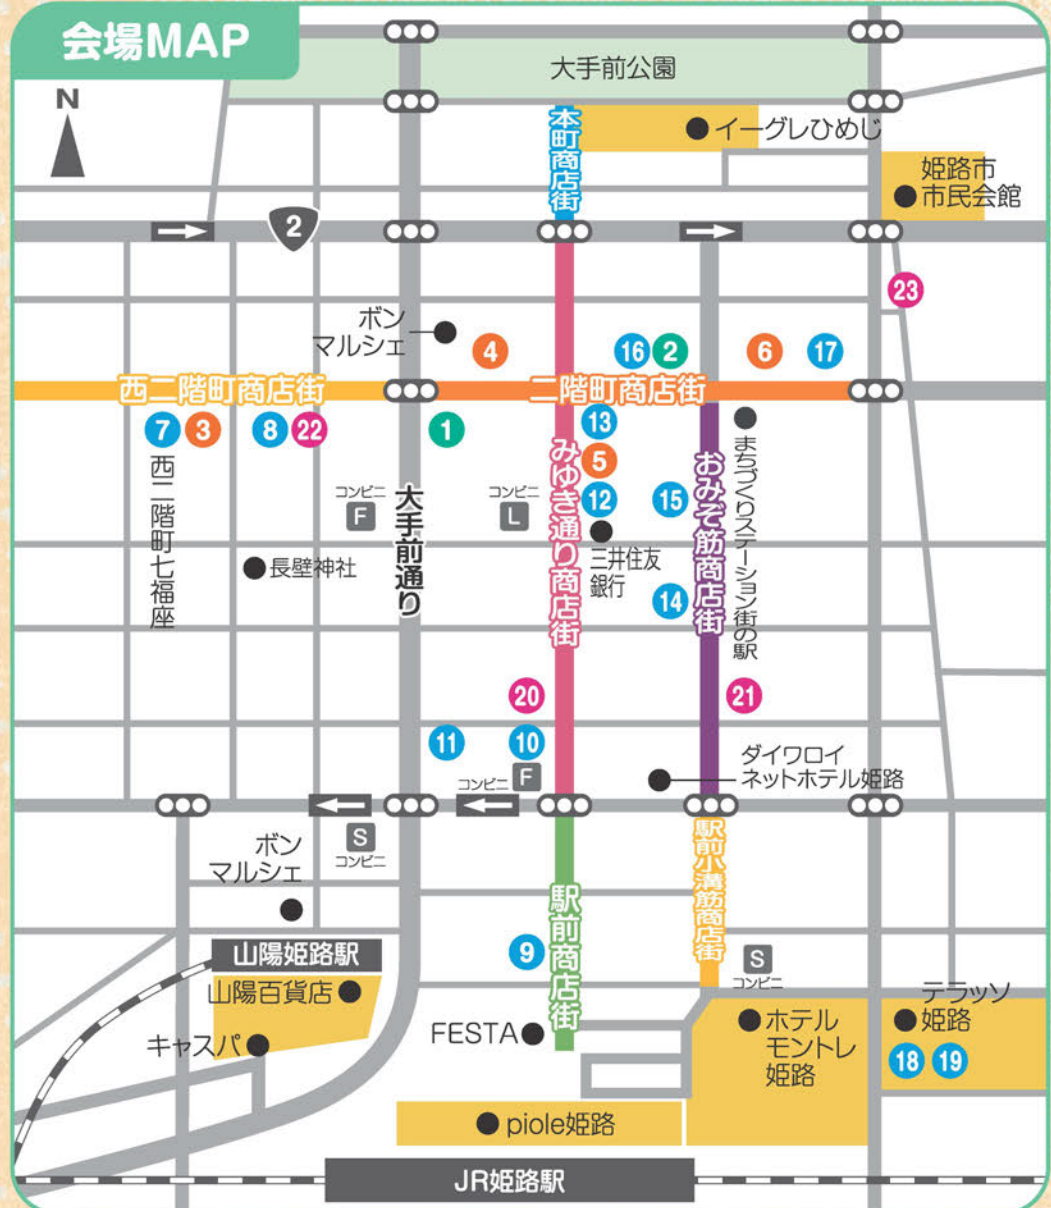 会場MAP
N
大手前公園
本町商店街
イーグレひめじ
姫路市
市民会館
2
23
ボン
マルシェ
4
16
2
6
17
西二階町商店街
二階町商店街
7
3
8
22
1
13
5
12
15
14
西二階町七福座
コンビニ
F
大手前通り
コンビニ
L
みゆき通り商店街
三井住友
銀行
おみぞ筋商店街
まちづくりステーション街の駅
長壁神社
20
21
11
10
コンビニ
F
ダイワロイ
ネットホテル姫路
S
コンビニ
ボン
マルシェ
駅前小溝筋商店街
駅前商店街
9
S
コンビニ
山陽姫路駅
山陽百貨店
キャスパ
FESTA
ホテル
モントレ
姫路
テラッソ
姫路
18
19
piole姫路
JR姫路駅